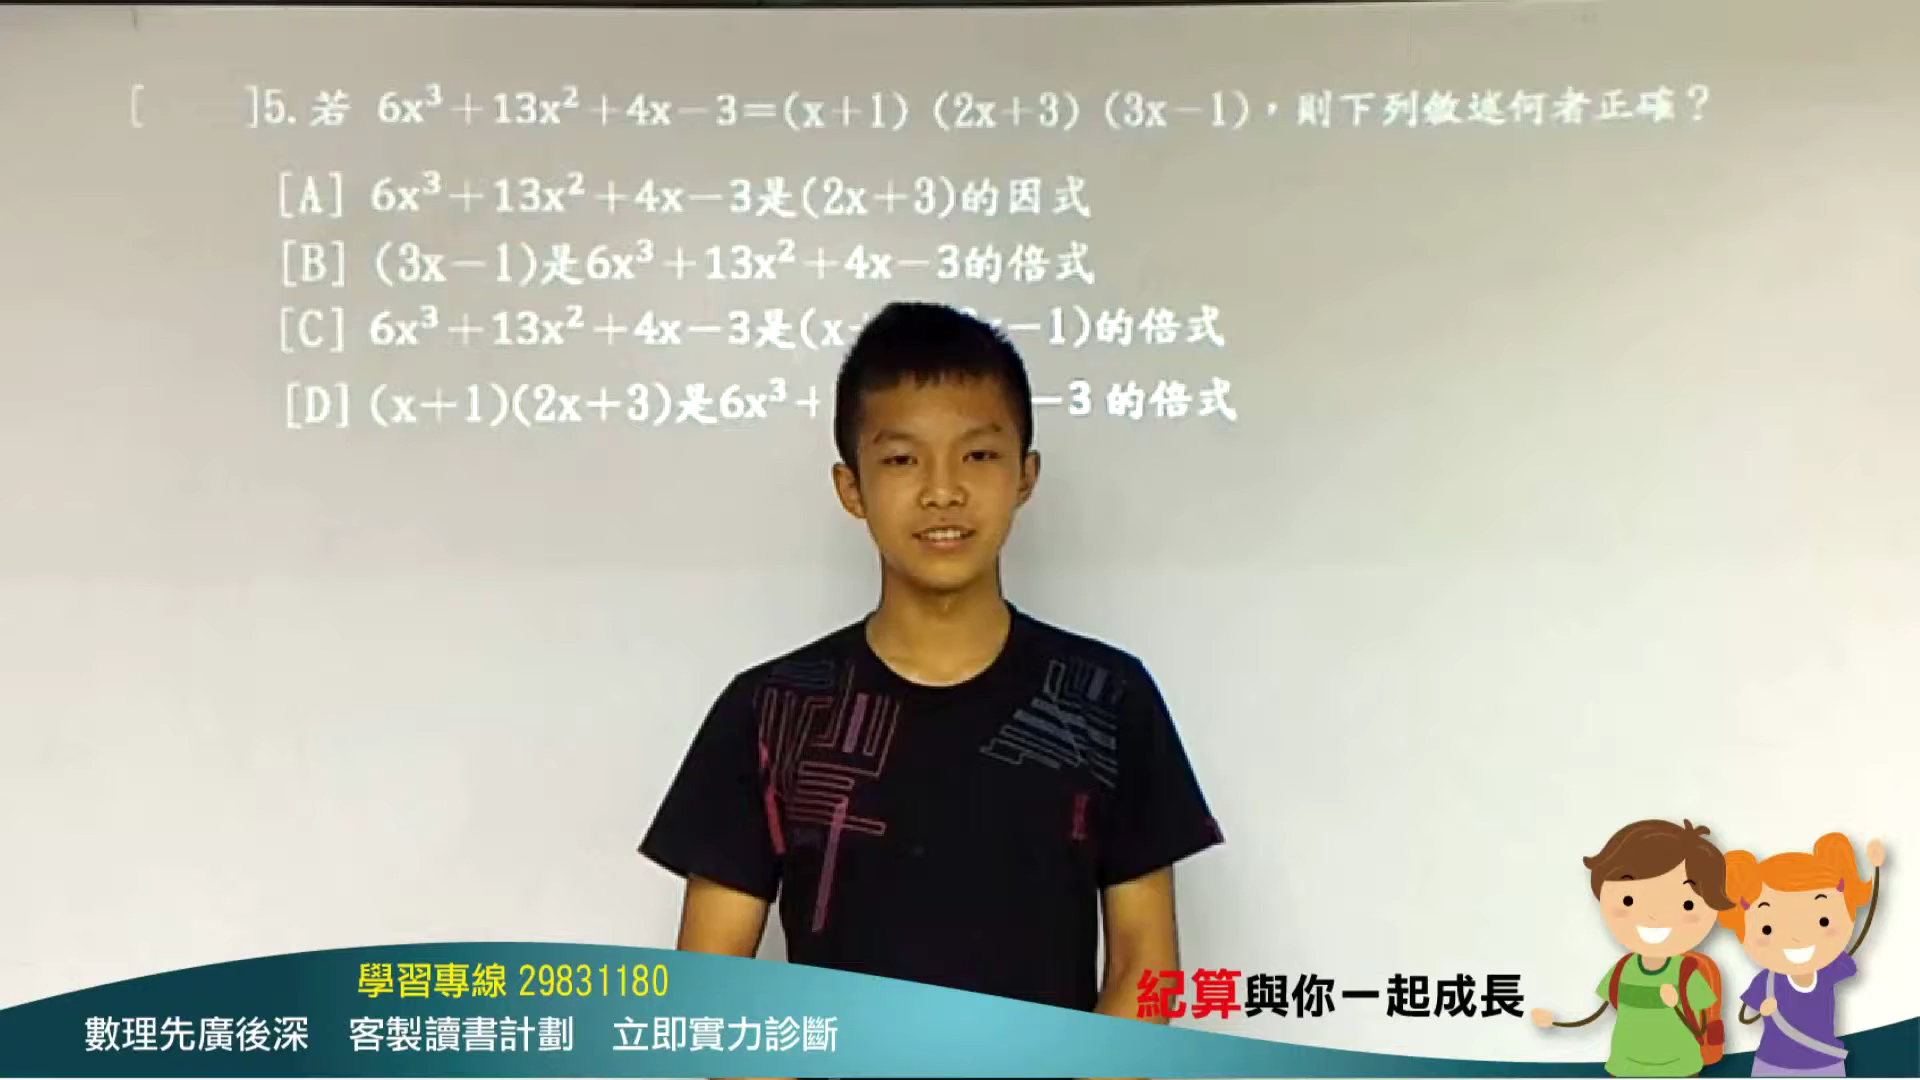 [ ]5. 若 6x³+13x²+4x-3=(x+1) (2x+3) (3x-1),則下列敘述何者正確?
[A] 6x³+13x²+4x-3是(2x+3)的因式
[B] (3x-1)是6x³+13x²+4x-3的倍式
[C] 6x³+13x²+4x-3是(x -1)的倍式
[D] (x+1)(2x+3)是6x³+ -3 的倍式
學習專線 29831180
紀算與你一起成長
數理先廣後深 客製讀書計劃 立即實力診斷